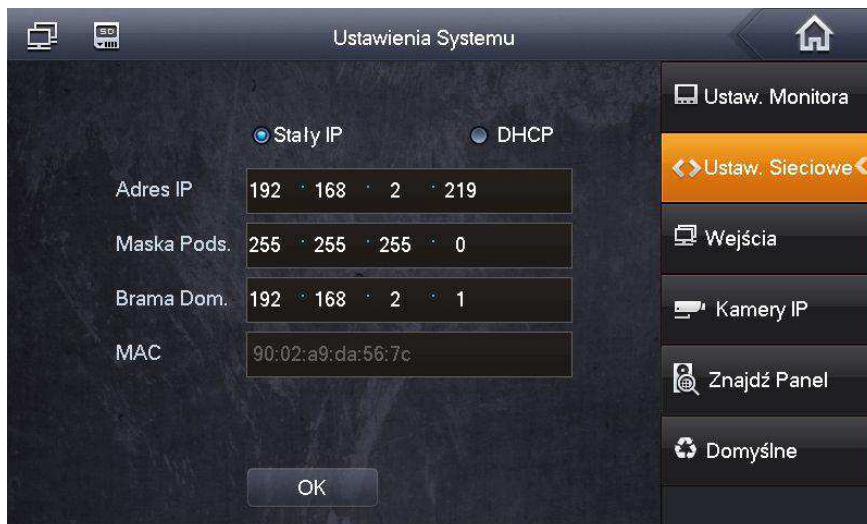 SD
Ustawienia Systemu
Stały IP
DHCP
Adres IP
192 . 168 . 2 . 219
Maska Pods.
255 . 255 . 255 . 0
Brama Dom.
192 . 168 . 2 . 1
MAC
90:02:a9:da:56:7c
OK
Ustaw. Monitora
Ustaw. Sieciowe
Wejścia
Kamery IP
Znajdź Panel
Domyślne